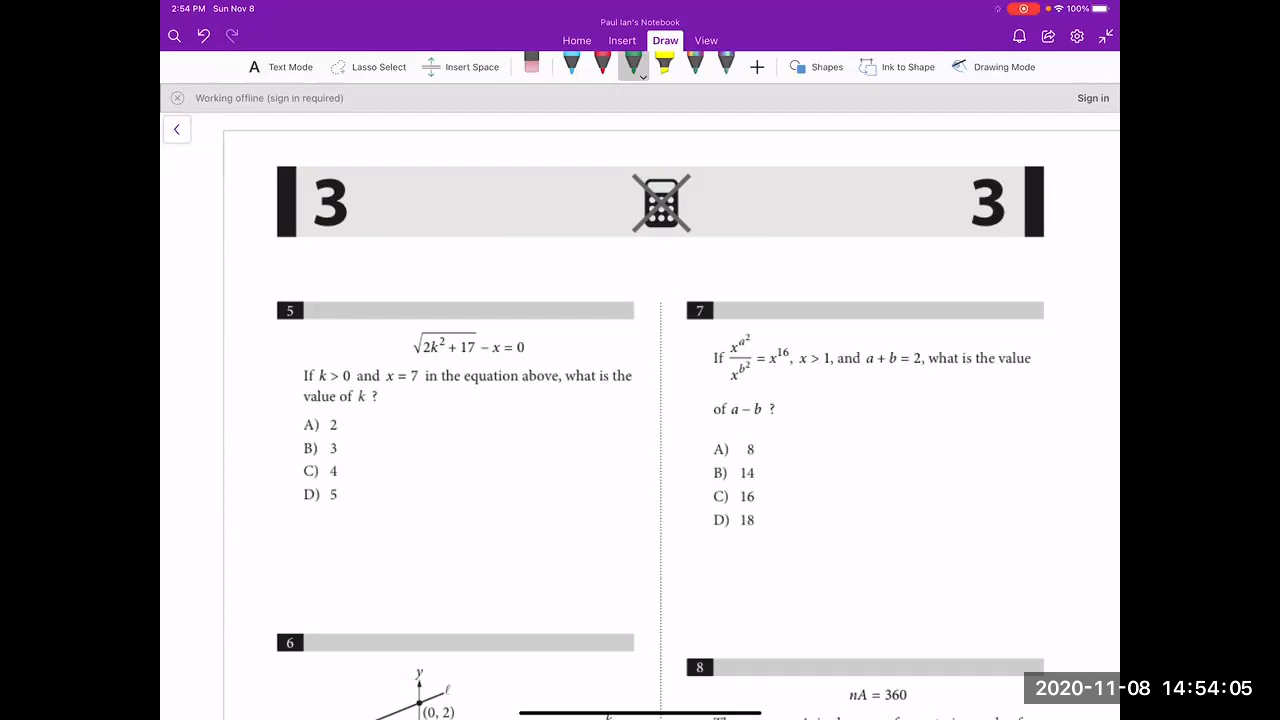 2:54 PM Sun Nov 8
100%
Paul Ian's Notebook
Home Insert Draw View
A Text Mode Lasso Select Insert Space Shapes Ink to Shape Drawing Mode
Working offline (sign in required) Sign in
3 3
5
√(2k² + 17) − x = 0
If k > 0 and x = 7 in the equation above, what is the
value of k ?
A) 2
B) 3
C) 4
D) 5
6
y
ℓ
(0, 2)
7
If x^(a²)/x^(b²) = x¹⁶, x > 1, and a + b = 2, what is the value
of a − b ?
A) 8
B) 14
C) 16
D) 18
8
nA = 360
2020-11-08 14:54:05